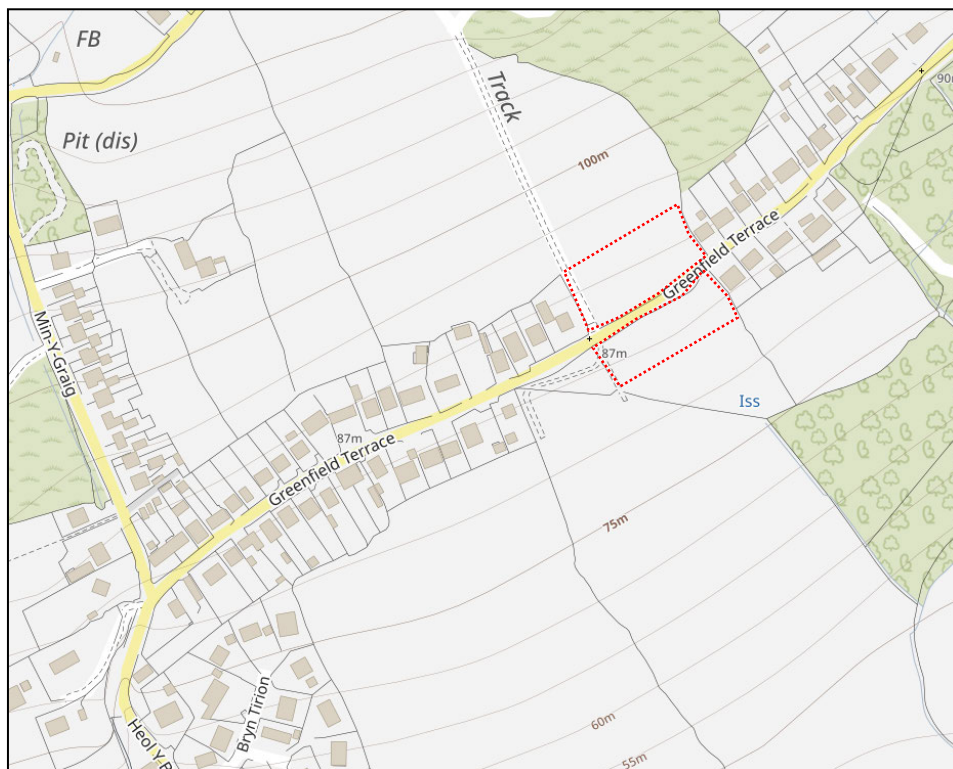 FB
Track
Pit (dis)
90m
100m
Greenfield Terrace
Min-Y-Graig
87m
Iss
87m
Greenfield Terrace
75m
Bryn Tirion
Heol Y
60m
55m